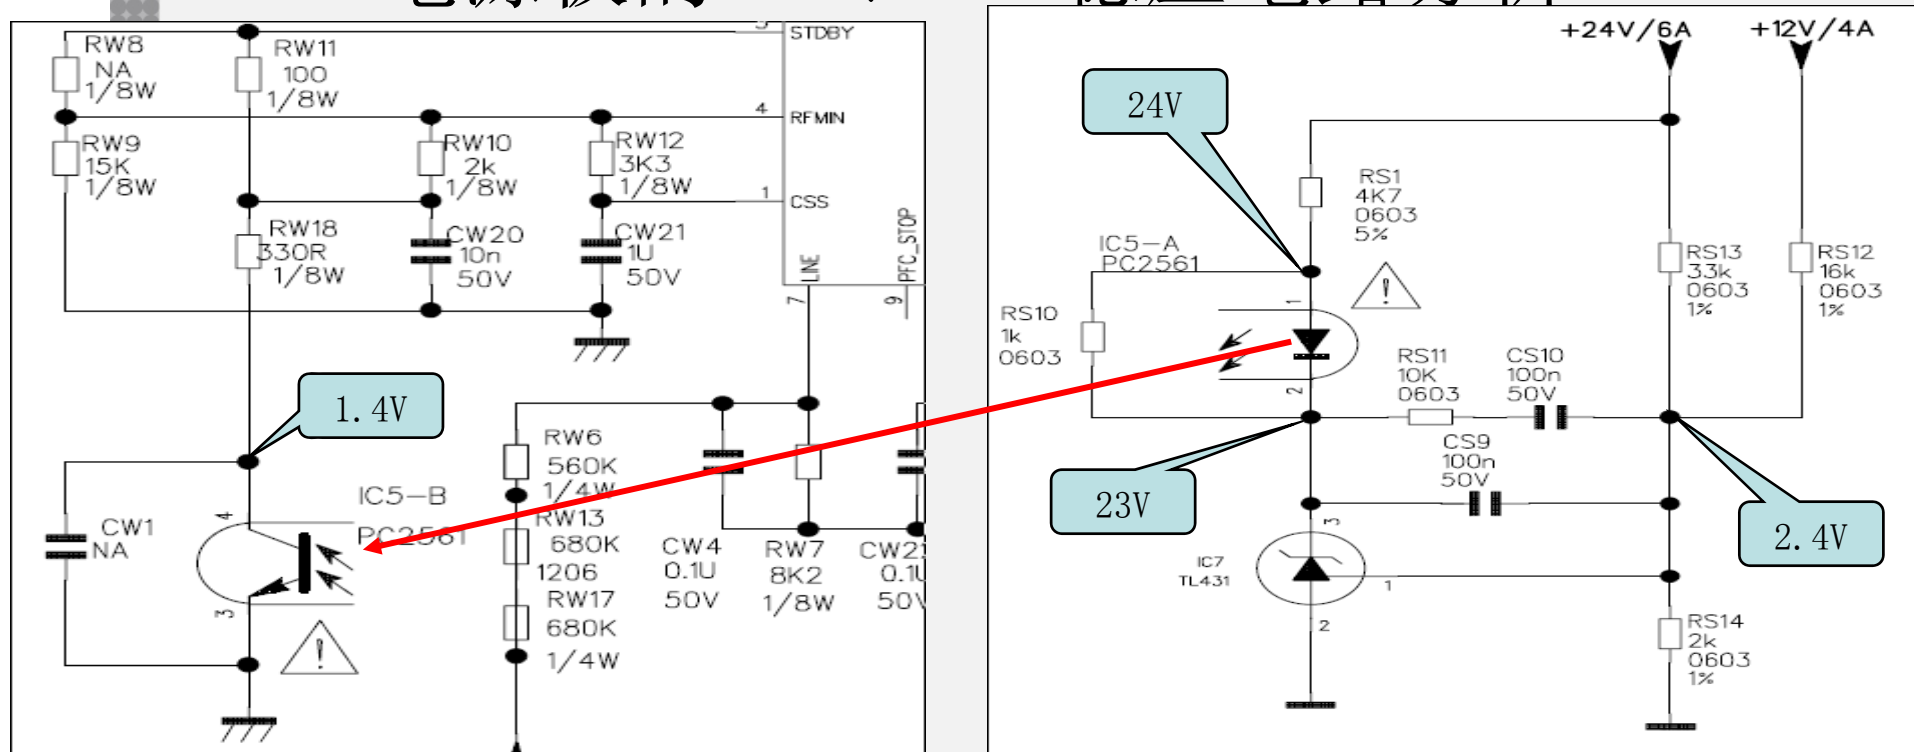 STDBY
RW8
NA
1/8W
RW11
100
1/8W
4
RFMIN
RW9
15K
1/8W
RW10
2k
1/8W
RW12
3K3
1/8W
1
CSS
RW18
330R
1/8W
CW20
10n
50V
CW21
1U
50V
LINE
PFC_STOP
7
9
1.4V
RW6
560K
1/4W
IC5-B
PC2561
CW1
NA
4
3
RW13
680K
1206
RW17
680K
1/4W
CW4
0.1U
50V
RW7
8K2
1/8W
+24V/6A
+12V/4A
24V
RS1
4K7
0603
5%
IC5-A
PC2561
1
RS10
1k
0603
RS13
33k
0603
1%
RS12
16k
0603
1%
2
RS11
10K
0603
CS10
100n
50V
23V
CS9
100n
50V
2.4V
3
IC7
TL431
1
2
RS14
2k
0603
1%